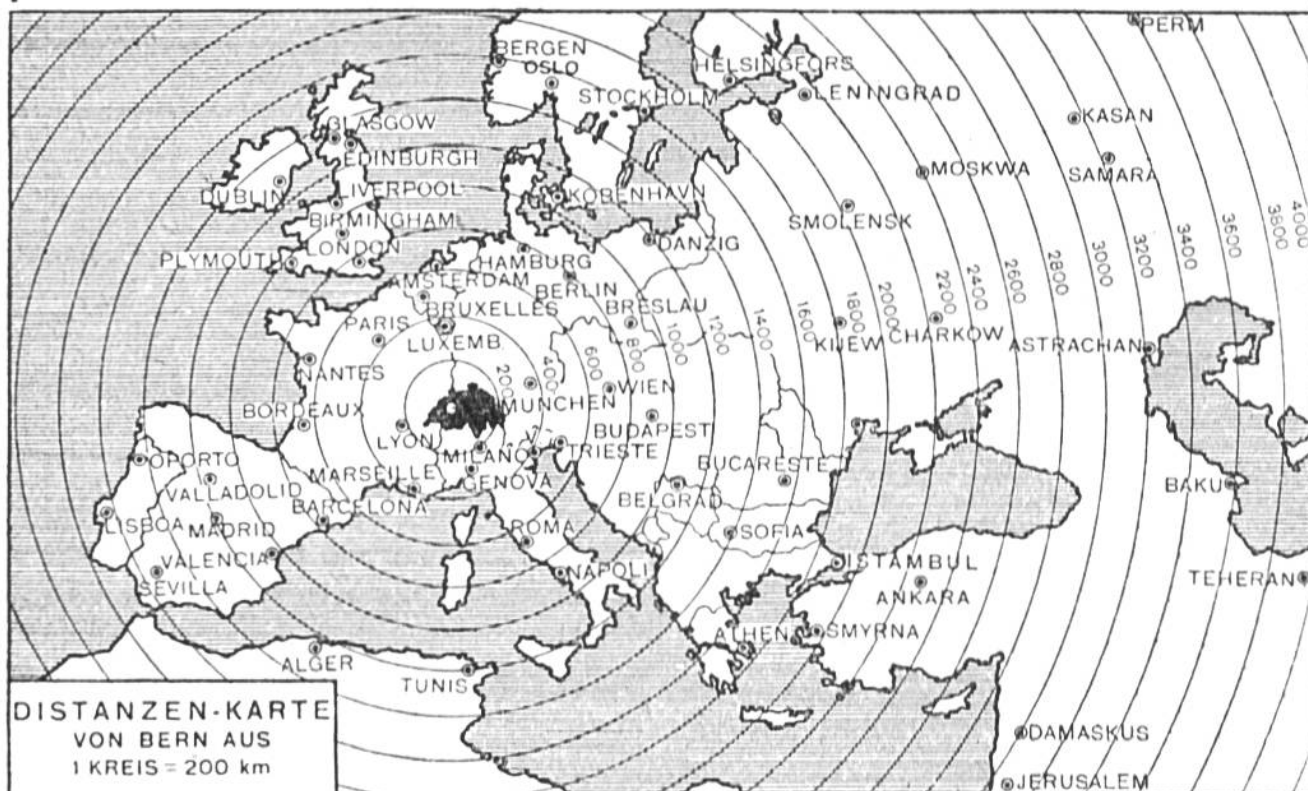 PERM
BERGEN
OSLO
HELSINGFORS
STOCKHOLM
LENINGRAD
KASAN
GLASGOW
EDINBURGH
MOSKWA
SAMARA
DUBLIN
LIVERPOOL
KOBENHAVN
BIRMINGHAM
SMOLENSK
LONDON
DANZIG
PLYMOUTH
HAMBURG
AMSTERDAM
BERLIN
BRUXELLES
BRESLAU
PARIS
LUXEMB.
KIJEW
CHARKOW
ASTRACHAN
200
400
600
800
1000
1200
1400
1600
1800
2000
2200
2400
2600
2800
3000
3200
3400
3600
3800
4000
NANTES
WIEN
MÜNCHEN
BORDEAUX
LYON
BUDAPEST
MILANO
TRIESTE
OPORTO
MARSEILLE
GENOVA
BUCARESTE
VALLADOLID
BELGRAD
BAKU
BARCELONA
LISBOA
MADRID
ROMA
SOFIA
VALENCIA
ISTAMBUL
SEVILLA
NAPOLI
ANKARA
TEHERAN
ATHEN
SMYRNA
ALGER
TUNIS
DAMASKUS
JERUSALEM
DISTANZEN-KARTE
VON BERN AUS
1 KREIS = 200 km